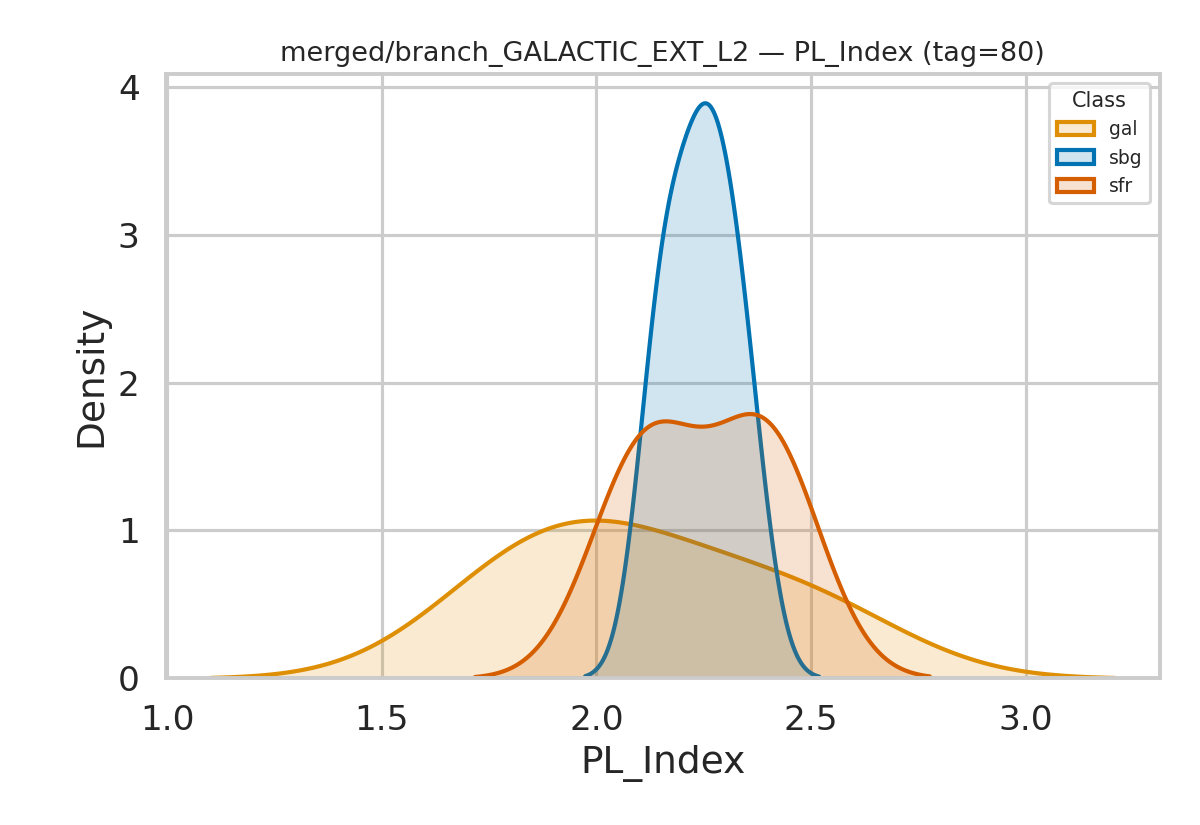 merged/branch_GALACTIC_EXT_L2 — PL_Index (tag=80)
Class
gal
sbg
sfr
Density
4
3
2
1
0
1.0 1.5 2.0 2.5 3.0
PL_Index